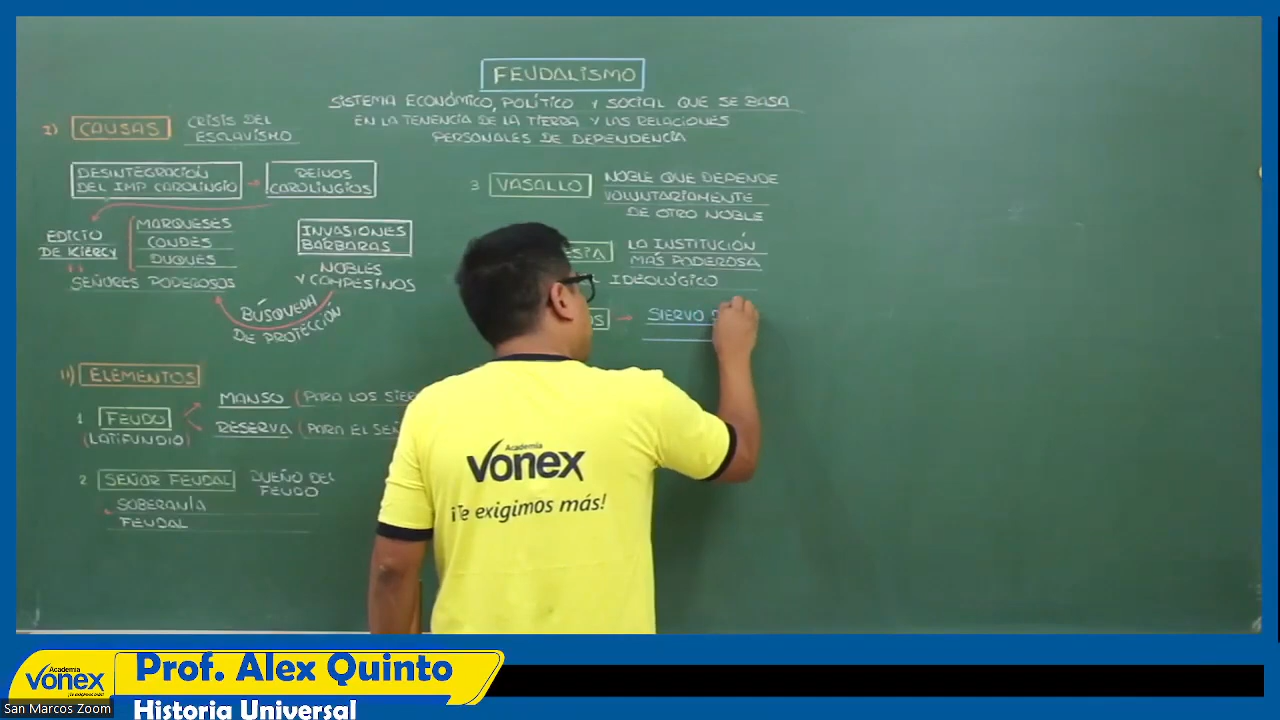 FEUDALISMO
SISTEMA ECONÓMICO, POLÍTICO Y SOCIAL QUE SE BASA
EN LA TENENCIA DE LA TIERRA Y LAS RELACIONES
PERSONALES DE DEPENDENCIA
I) CAUSAS
CRISIS DEL
ESCLAVISMO
DESINTEGRACIÓN
DEL IMP CAROLINGIO
REINOS
CAROLINGIOS
EDICTO
DE KIERCY
MARQUESES
CONDES
DUQUES
SEÑORES PODEROSOS
INVASIONES
BÁRBARAS
NOBLES
Y COMPESINOS
BÚSQUEDA
DE PROTECCIÓN
II) ELEMENTOS
1 FEUDO
(LATIFUNDIO)
MANSO (PARA LOS
RESERVA (PARA EL
2 SEÑOR FEUDAL
DUEÑO DEL
FEUDO
SOBERANÍA
FEUDAL
3 VASALLO
NOBLE QUE DEPENDE
VOLUNTARIAMENTE
DE OTRO NOBLE
LA INSTITUCIÓN
MÁS PODEROSA
IDEOLÓGICO
SIERVO
Academia
vonex
¡Te exigimos más!
Academia
vonex
Prof. Alex Quinto
Historia Universal
San Marcos Zoom